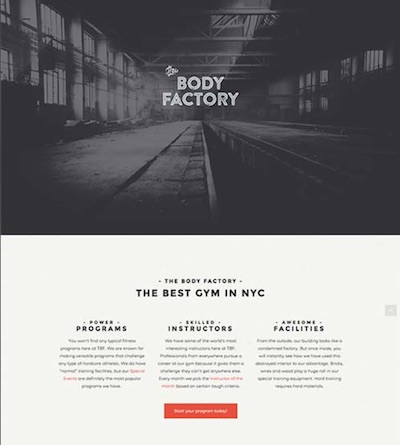 The
BODY
FACTORY
- THE BODY FACTORY -
THE BEST GYM IN NYC
- POWER -
PROGRAMS
You won't find any typical fitness
programs here at TBF. We are known for
making versatile programs that challenge
any type of hardcore athletes. We do have
"normal" training facilities, but our Special
Events are definitely the most popular
programs we have.
- SKILLED -
INSTRUCTORS
We have some of the world's most
interesting instructors here at TBF.
Professionals from everywhere pursue a
career at our gym because it gives them a
challenge they can't get anywhere else.
Every month we pick the Instructor of the
month based on various tough criteria.
- AWESOME -
FACILITIES
From the outside, our building looks like a
condemned factory. But once inside, you
will instantly see how we have used this
destroyed interior to our advantage. Bricks,
wires and wood play a huge roll in our
special training equipment. Hard training
requires hard materials.
Start your program today!